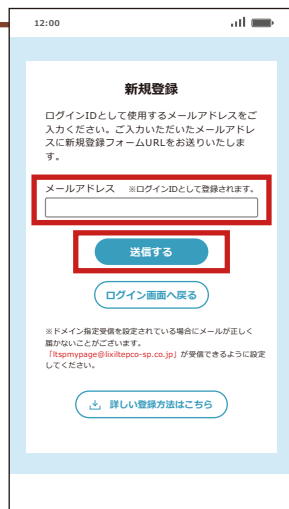 12:00
新規登録
ログインIDとして使用するメールアドレスをご
入力ください。ご入力いただいたメールアドレ
スに新規登録フォームURLをお送りいたしま
す。
メールアドレス ※ログインIDとして登録されます。
送信する
ログイン画面へ戻る
※ドメイン指定受信を設定されている場合にメールが正しく
届かないことがございます。
「ltspmypage@lixiltepco-sp.co.jp」が受信できるように設定
してください。
詳しい登録方法はこちら